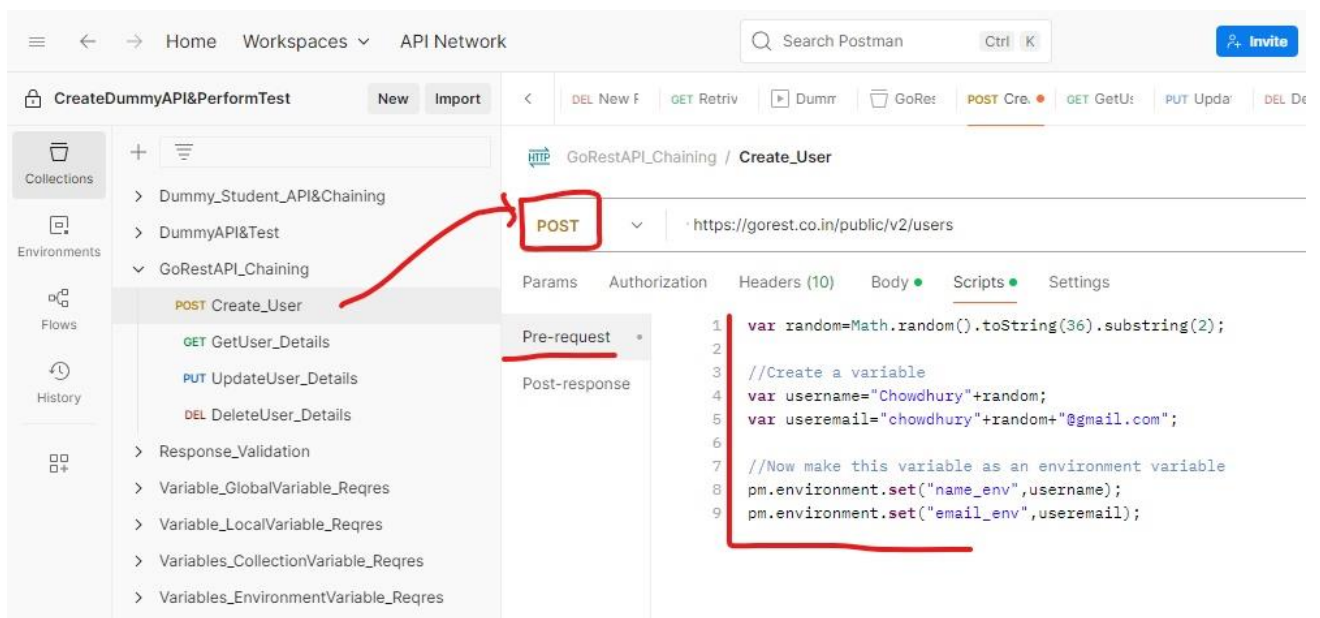 Home Workspaces API Network
Search Postman Ctrl K
Invite
CreateDummyAPI&PerformTest New Import
DEL New F GET Retriv Dumm GoRes POST Cre. GET GetUs PUT Upda DEL De
Collections
Environments
Flows
History
Dummy_Student_API&Chaining
DummyAPI&Test
GoRestAPI_Chaining
POST Create_User
GET GetUser_Details
PUT UpdateUser_Details
DEL DeleteUser_Details
Response_Validation
Variable_GlobalVariable_Reqres
Variable_LocalVariable_Reqres
Variables_CollectionVariable_Reqres
Variables_EnvironmentVariable_Reqres
HTTP GoRestAPI_Chaining / Create_User
POST https://gorest.co.in/public/v2/users
Params Authorization Headers (10) Body Scripts Settings
Pre-request
Post-response
1 var random=Math.random().toString(36).substring(2);
2
3 //Create a variable
4 var username="Chowdhury"+random;
5 var useremail="chowdhury"+random+"@gmail.com";
6
7 //Now make this variable as an environment variable
8 pm.environment.set("name_env",username);
9 pm.environment.set("email_env",useremail);